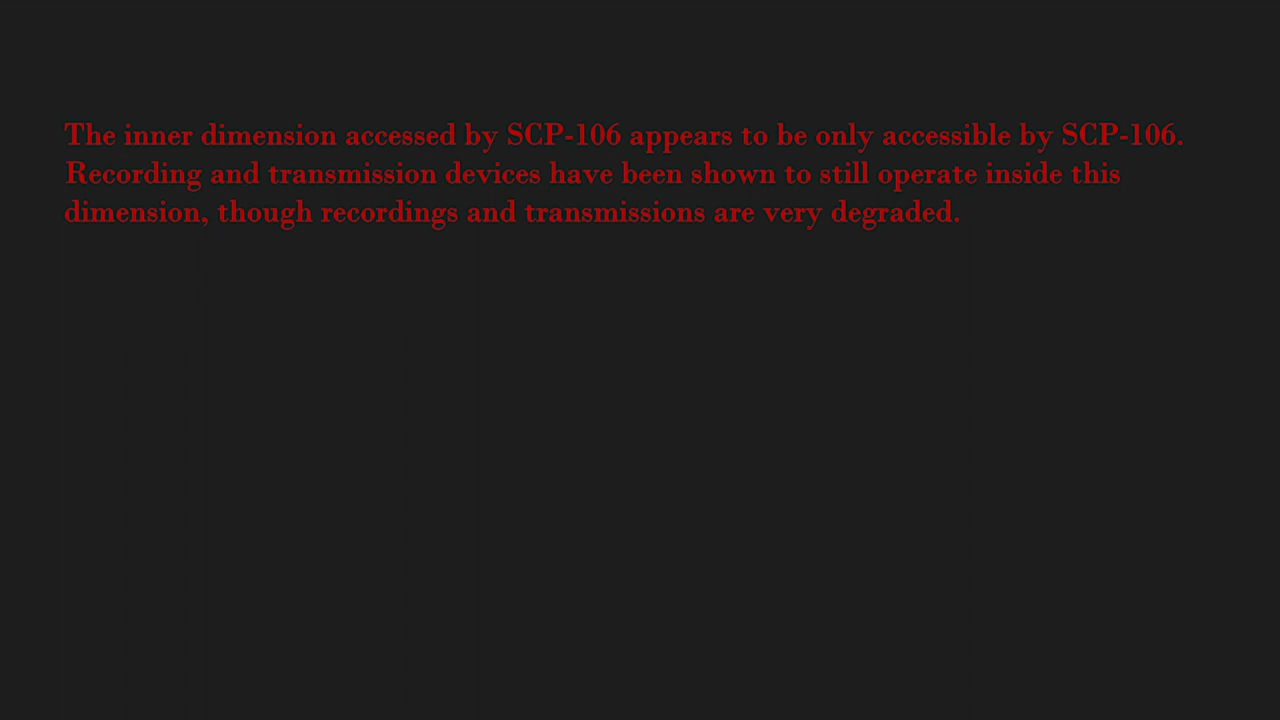 The inner dimension accessed by SCP-106 appears to be only accessible by SCP-106.
Recording and transmission devices have been shown to still operate inside this
dimension, though recordings and transmissions are very degraded.